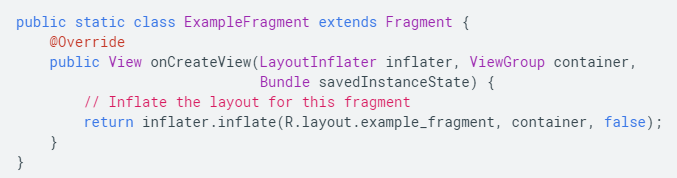 public static class ExampleFragment extends Fragment {
    @Override
    public View onCreateView(LayoutInflater inflater, ViewGroup container,
                             Bundle savedInstanceState) {
        // Inflate the layout for this fragment
        return inflater.inflate(R.layout.example_fragment, container, false);
    }
}